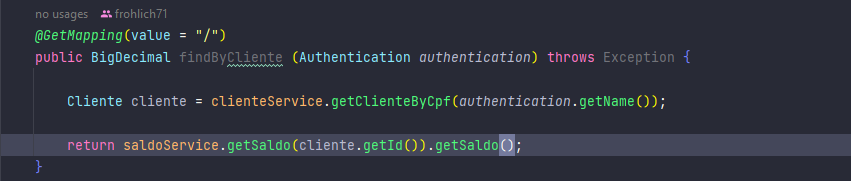 no usages frohlich71
@GetMapping(value = "/")
public BigDecimal findByCliente (Authentication authentication) throws Exception {
Cliente cliente = clienteService.getClienteByCpf(authentication.getName());
return saldoService.getSaldo(cliente.getId()).getSaldo();
}